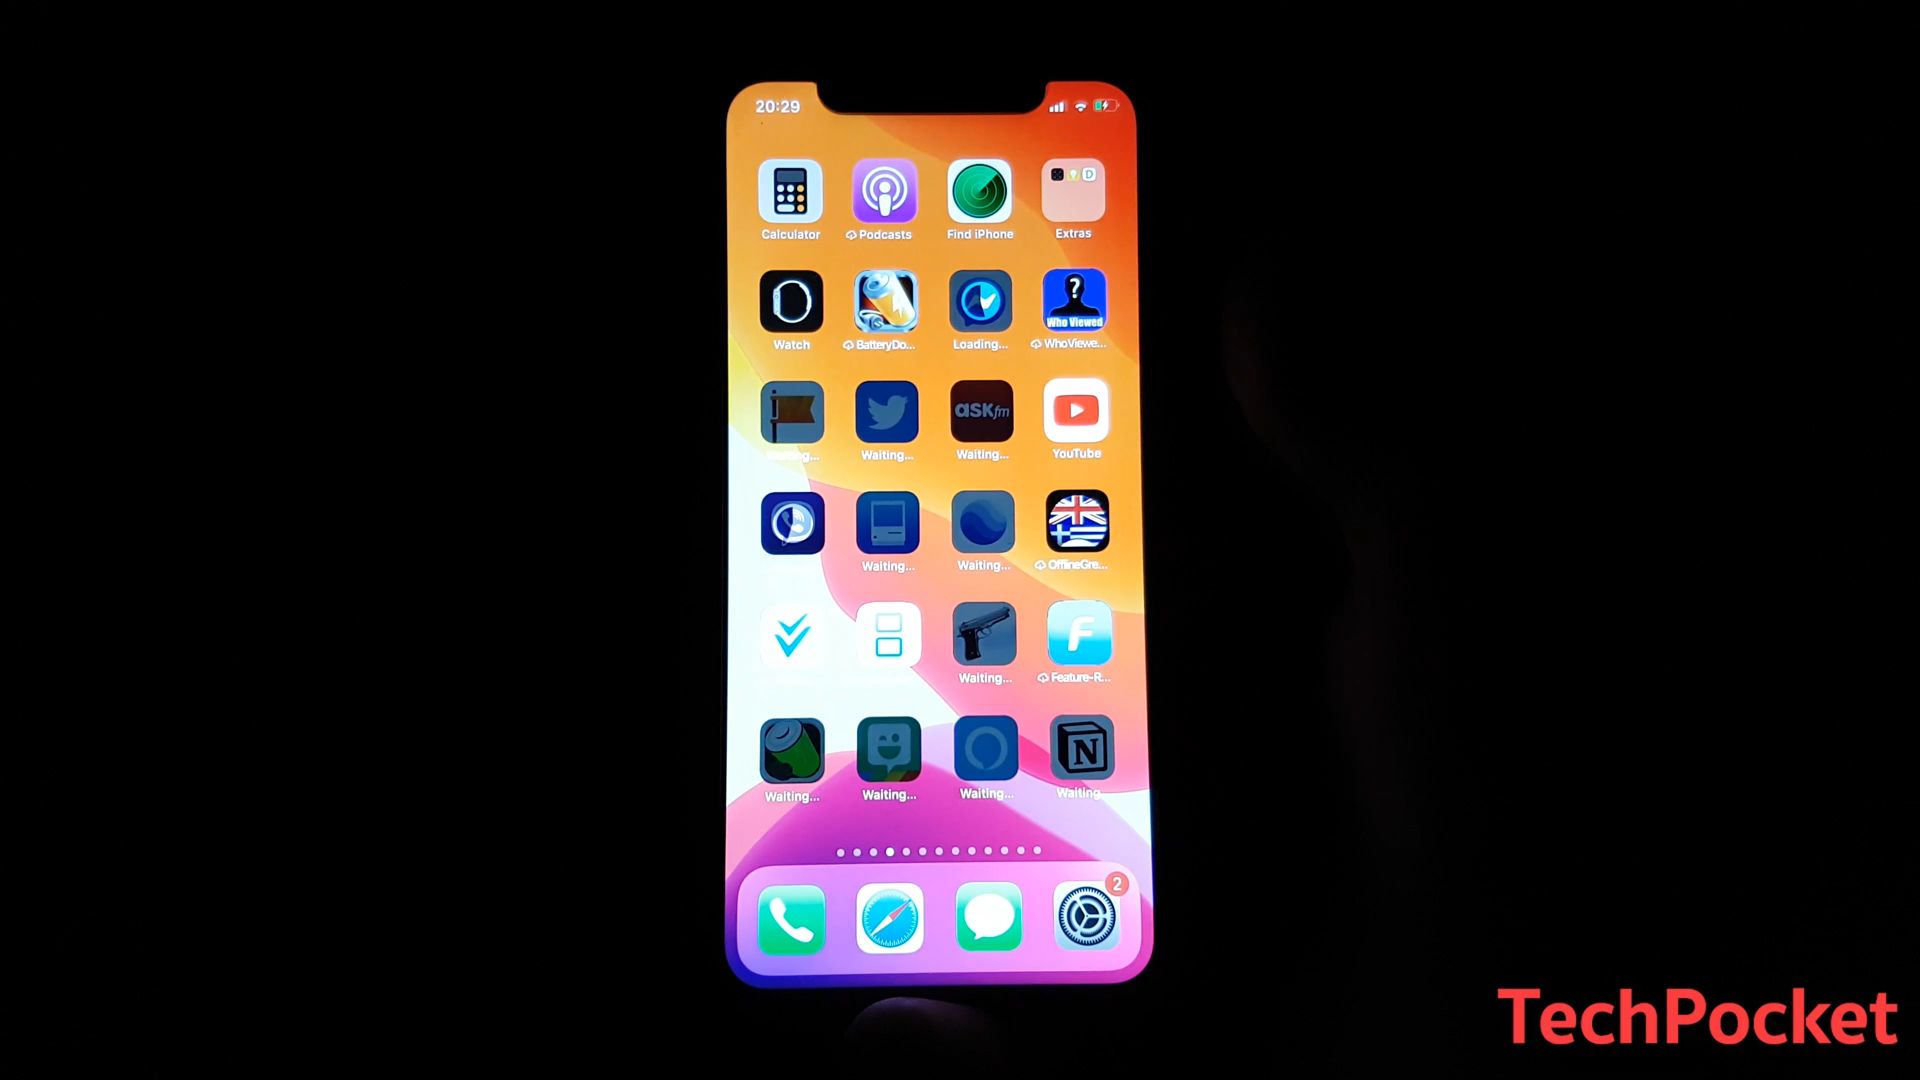 20:29
Calculator
Podcasts
Find iPhone
Extras
D
Watch
BatteryDo...
Loading...
?
Who Viewed
WhoViewe...
Waiting...
Waiting...
askfm
Waiting...
YouTube
Waiting...
Waiting...
OfflineGre...
Waiting...
F
Feature-R...
Waiting...
Waiting...
Waiting...
N
Waiting...
2
TechPocket